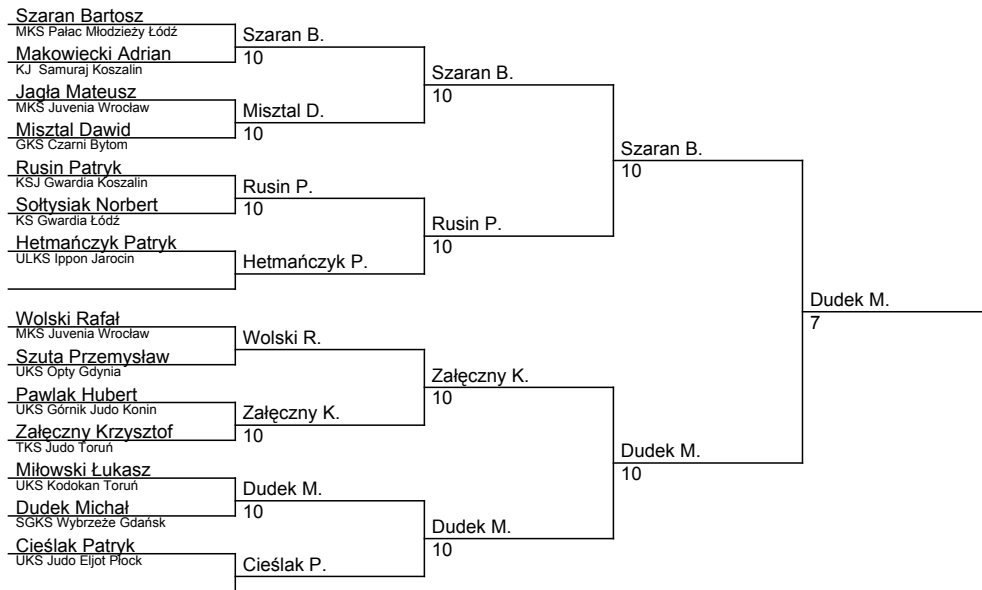 Szaran Bartosz
MKS Pałac Młodzieży Łódź
Makowiecki Adrian
KJ Samuraj Koszalin
Jagła Mateusz
MKS Juvenia Wrocław
Misztal Dawid
GKS Czarni Bytom
Rusin Patryk
KSJ Gwardia Koszalin
Sołtysiak Norbert
KS Gwardia Łódź
Hetmańczyk Patryk
ULKS Ippon Jarocin
Wolski Rafał
MKS Juvenia Wrocław
Szuta Przemysław
UKS Opty Gdynia
Pawlak Hubert
UKS Górnik Judo Konin
Załęczny Krzysztof
TKS Judo Toruń
Miłowski Łukasz
UKS Kodokan Toruń
Dudek Michał
SGKS Wybrzeże Gdańsk
Cieślak Patryk
UKS Judo Eljot Płock
Szaran B.
10
Misztal D.
10
Rusin P.
10
Hetmańczyk P.
Wolski R.
Załęczny K.
10
Dudek M.
10
Cieślak P.
Szaran B.
10
Rusin P.
10
Załęczny K.
10
Dudek M.
10
Szaran B.
10
Dudek M.
10
Dudek M.
7